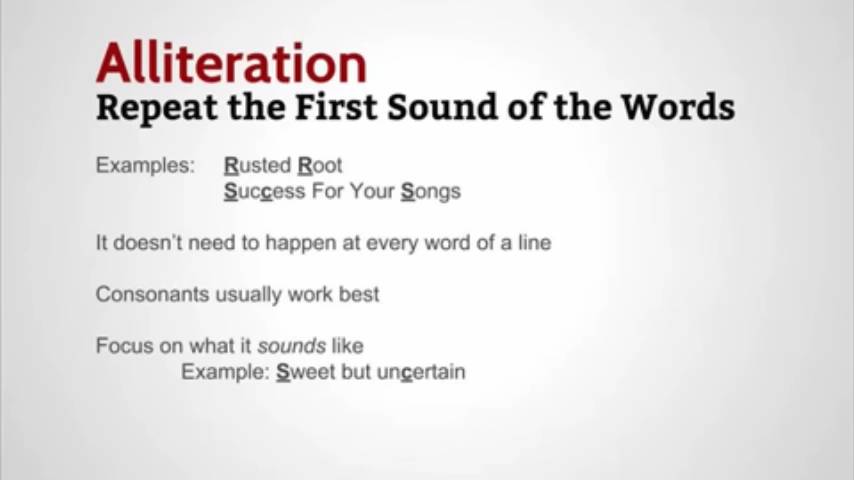 Alliteration
Repeat the First Sound of the Words
Examples: Rusted Root
Success For Your Songs
It doesn't need to happen at every word of a line
Consonants usually work best
Focus on what it sounds like
Example: Sweet but uncertain